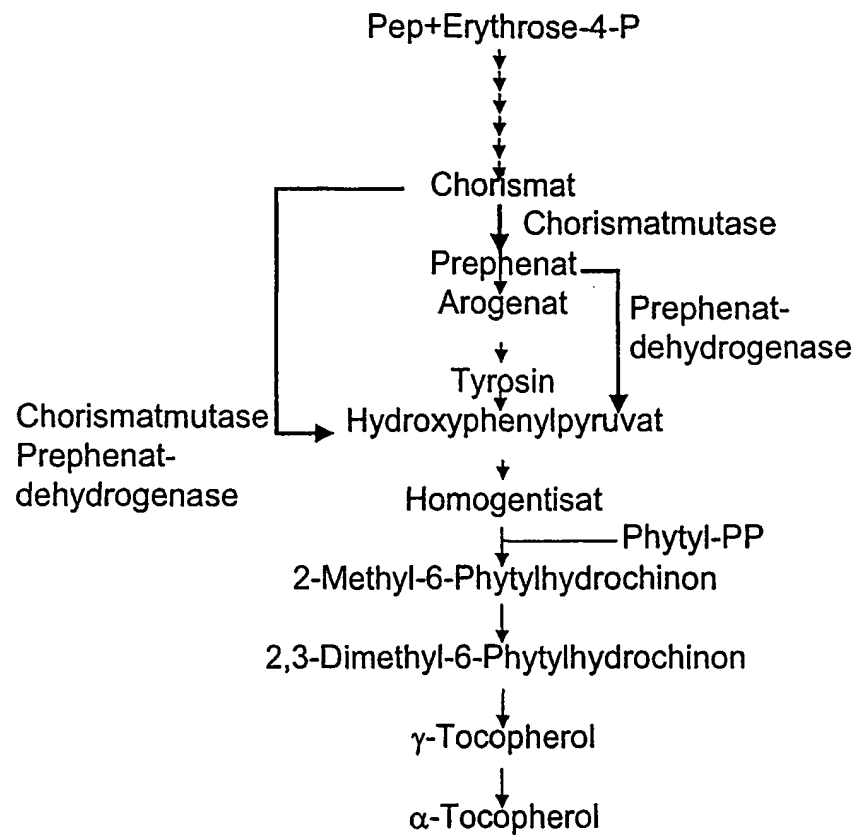 Pep+Erythrose-4-P
Chorismat
Chorismatmutase
Prephenat
Arogenat
Prephenat-
dehydrogenase
Tyrosin
Hydroxyphenylpyruvat
Chorismatmutase
Prephenat-
dehydrogenase
Homogentisat
Phytyl-PP
2-Methyl-6-Phytylhydrochinon
2,3-Dimethyl-6-Phytylhydrochinon
γ-Tocopherol
α-Tocopherol